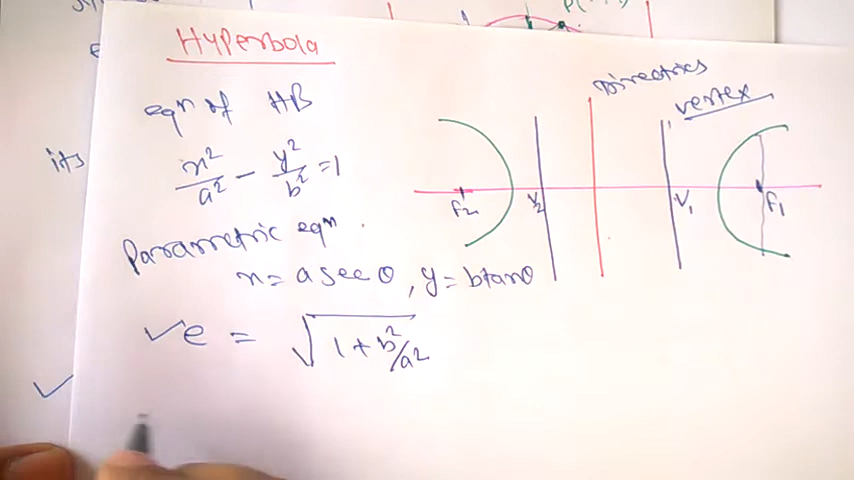 P(
Hyperbola
eqn of HB
its
x²/a² - y²/b² = 1
Parametric eqn
x = a sec θ, y = b tan θ
✓ e = √(1 + b²/a²)
✓
Directrics
vertex
F2 V2 V1 F1